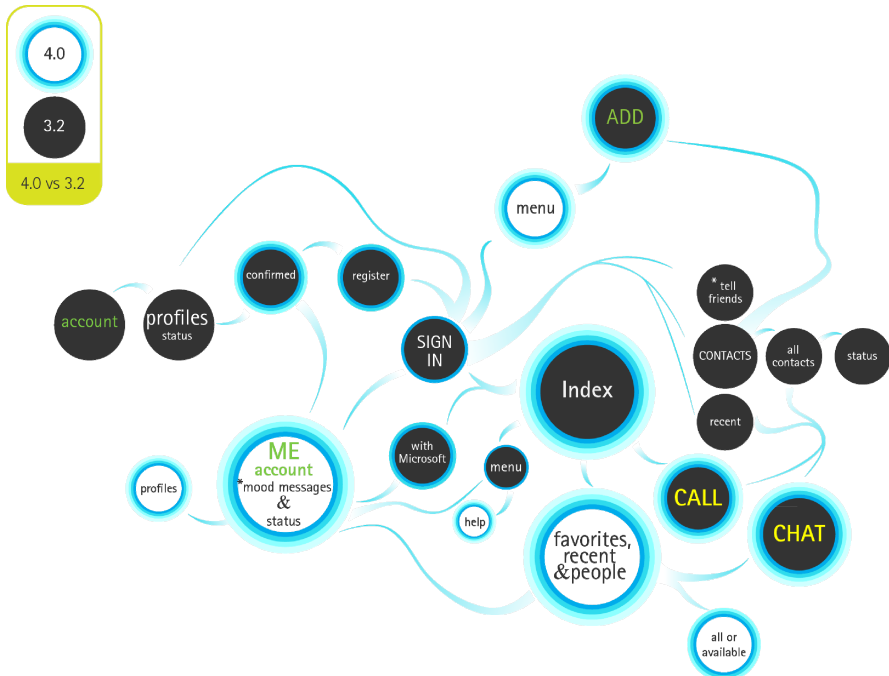 4.0
3.2
4.0 vs 3.2
ADD
menu
confirmed
register
account
profiles
status
SIGN
IN
* tell
friends
CONTACTS
all
contacts
status
recent
Index
with
Microsoft
menu
help
ME
account
*mood messages
&
status
profiles
CALL
CHAT
favorites,
recent
&people
all or
available